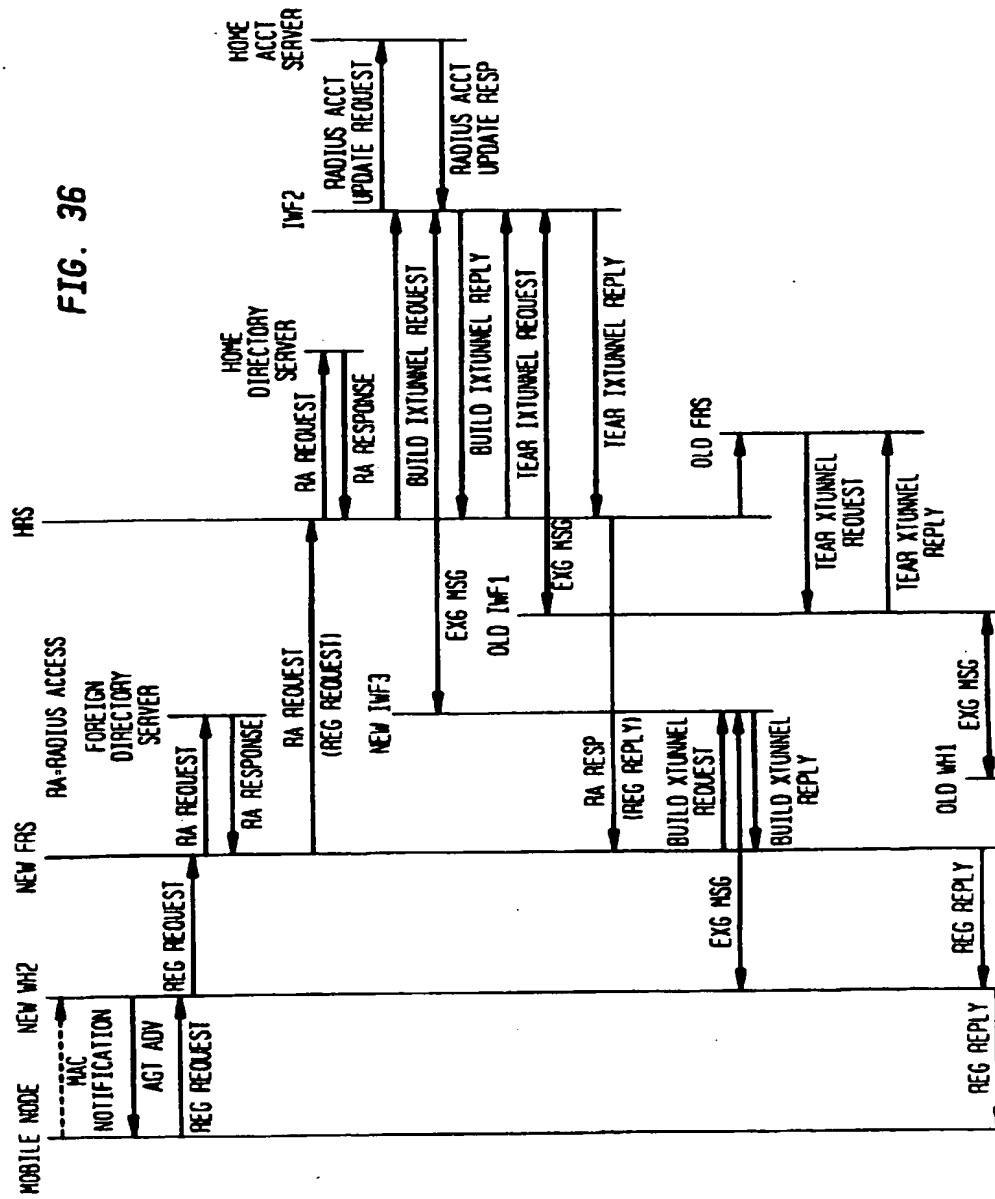 FIG. 36
MOBILE NODE
NEW WH2
NEW FRS
RA=RADIUS ACCESS
FOREIGN
DIRECTORY
SERVER
HRS
HOME
DIRECTORY
SERVER
IWF2
HOME
ACCT
SERVER
MAC
NOTIFICATION
AGT ADV
REG REQUEST
REG REQUEST
RA REQUEST
RA RESPONSE
RA REQUEST
(REG REQUEST)
RA REQUEST
RA RESPONSE
RADIUS ACCT
UPDATE REQUEST
RADIUS ACCT
UPDATE RESP
BUILD IXTUNNEL REQUEST
NEW IWF3
EXG MSG
BUILD IXTUNNEL REPLY
TEAR IXTUNNEL REQUEST
OLD IWF1
EXG MSG
TEAR IXTUNNEL REPLY
RA RESP
(REG REPLY)
OLD FRS
BUILD XTUNNEL
REQUEST
EXG MSG
BUILD XTUNNEL
REPLY
TEAR XTUNNEL
REQUEST
TEAR XTUNNEL
REPLY
OLD WH1
EXG MSG
REG REPLY
REG REPLY